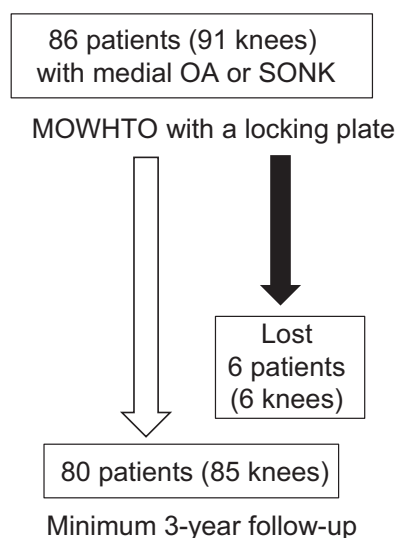 86 patients (91 knees)
with medial OA or SONK
MOWHTO with a locking plate
Lost
6 patients
(6 knees)
80 patients (85 knees)
Minimum 3-year follow-up